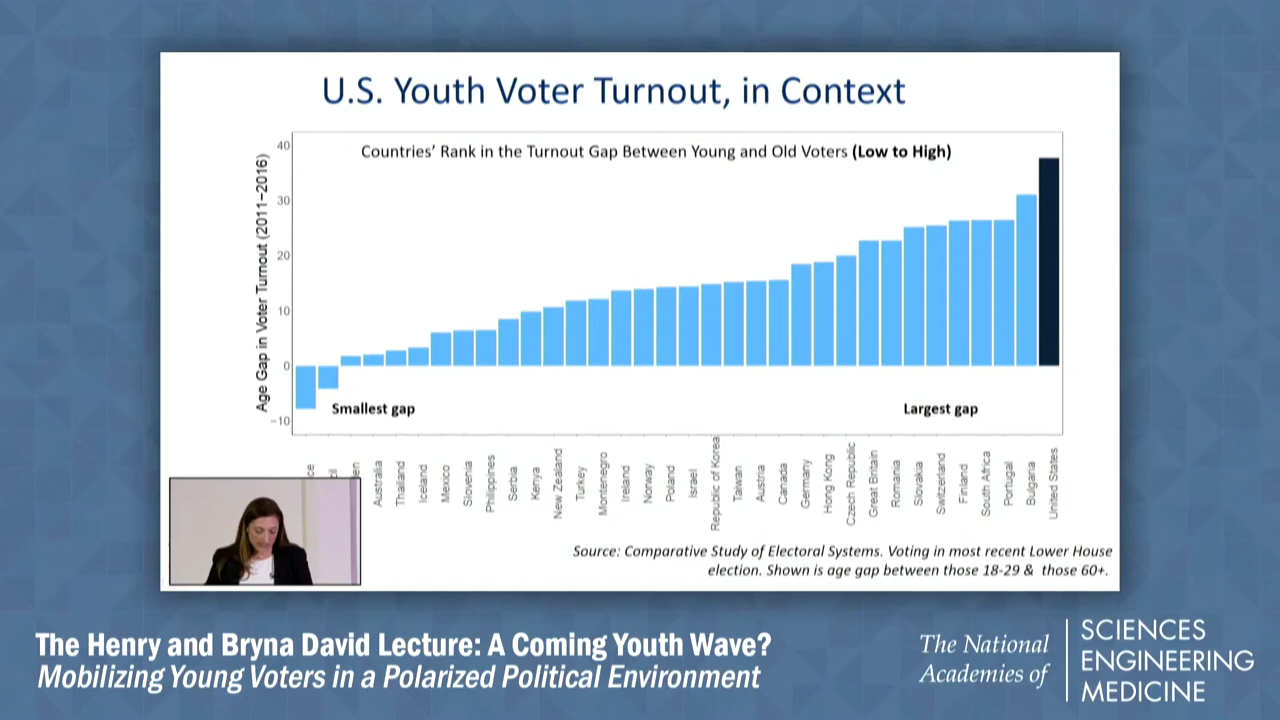 U.S. Youth Voter Turnout, in Context
Countries' Rank in the Turnout Gap Between Young and Old Voters (Low to High)
Age Gap in Voter Turnout (2011−2016)
40
30
20
10
0
−10
Smallest gap
Largest gap
Australia
Thailand
Iceland
Mexico
Slovenia
Philippines
Serbia
Kenya
New Zealand
Turkey
Montenegro
Ireland
Norway
Poland
Israel
Republic of Korea
Taiwan
Austria
Canada
Germany
Hong Kong
Czech Republic
Great Britain
Romania
Slovakia
Switzerland
Finland
South Africa
Portugal
Bulgaria
United States
Source: Comparative Study of Electoral Systems. Voting in most recent Lower House
election. Shown is age gap between those 18-29 & those 60+.
The Henry and Bryna David Lecture: A Coming Youth Wave?
Mobilizing Young Voters in a Polarized Political Environment
The National
Academies of
SCIENCES
ENGINEERING
MEDICINE